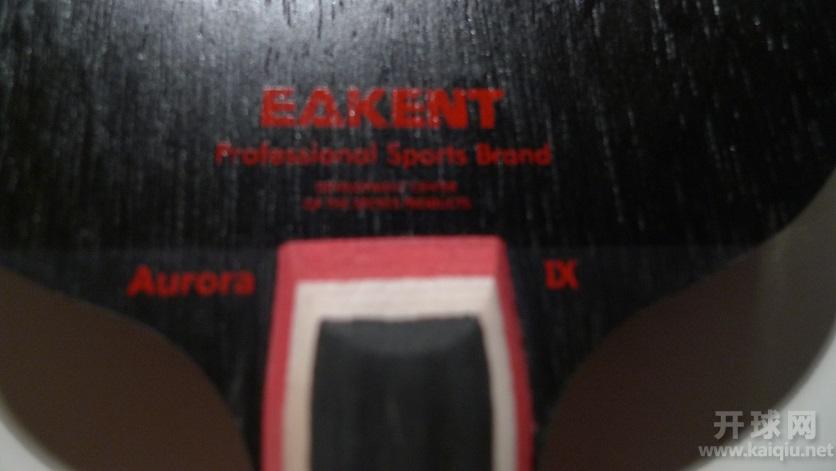 EAKENT
Professional Sports Brand
Aurora IX
开球网
www.kaiqiu.net